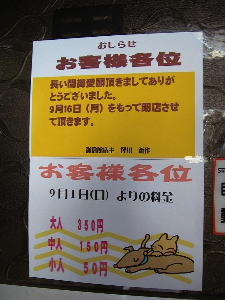 おしらせ
お客様各位
長い間御愛顧頂きましてありが
とうございました。
9月16日（月）をもって閉店させ
て頂きます。
お客様各位
9月1日(日)よりの料金
大人 350円
中人 150円
小人 50円